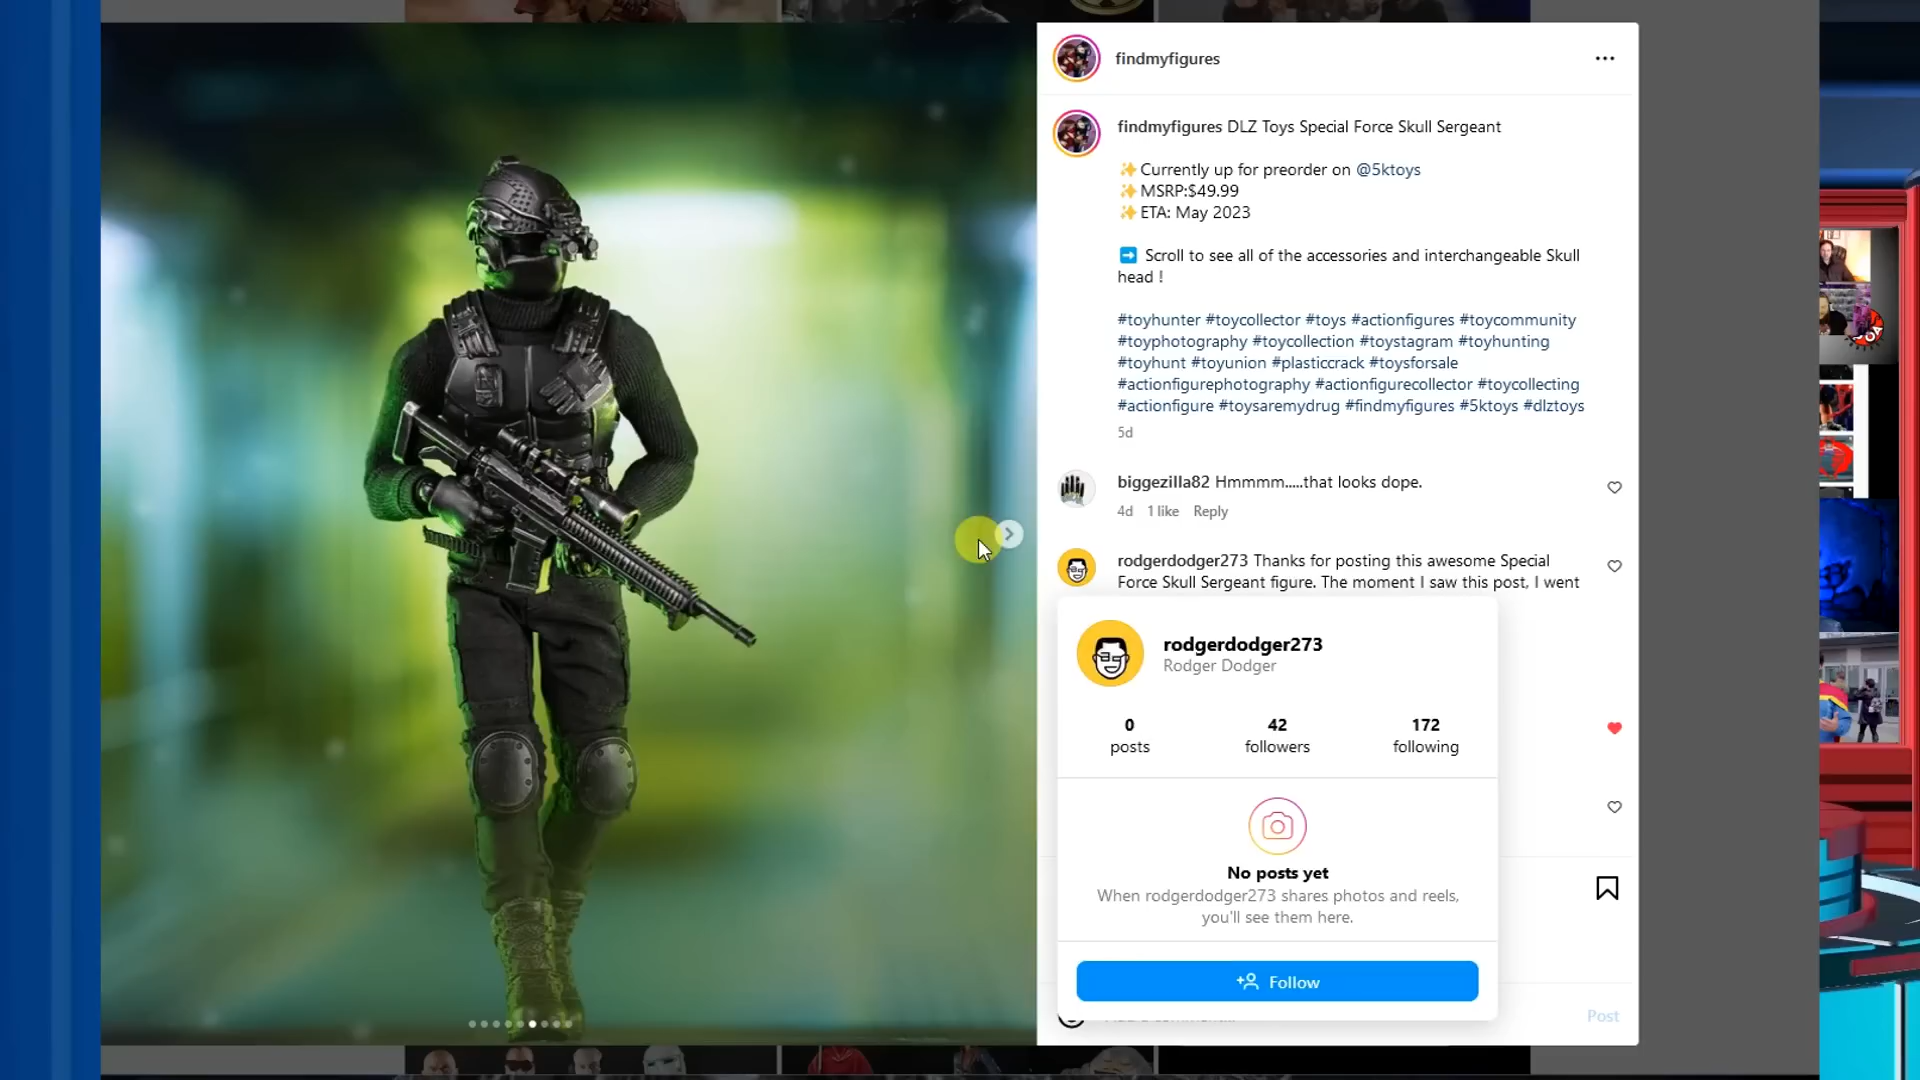 findmyfigures
findmyfigures DLZ Toys Special Force Skull Sergeant
✨Currently up for preorder on @5ktoys
✨MSRP:$49.99
✨ETA: May 2023
➡️ Scroll to see all of the accessories and interchangeable Skull
head !
#toyhunter #toycollector #toys #actionfigures #toycommunity
#toyphotography #toycollection #toystagram #toyhunting
#toyhunt #toyunion #plasticcrack #toysforsale
#actionfigurephotography #actionfigurecollector #toycollecting
#actionfigure #toysaremydrug #findmyfigures #5ktoys #dlztoys
5d
biggezilla82 Hmmmm.....that looks dope.
4d 1 like Reply
rodgerdodger273 Thanks for posting this awesome Special
Force Skull Sergeant figure. The moment I saw this post, I went
rodgerdodger273
Rodger Dodger
0 42 172
posts followers following
No posts yet
When rodgerdodger273 shares photos and reels,
you'll see them here.
Follow
Post